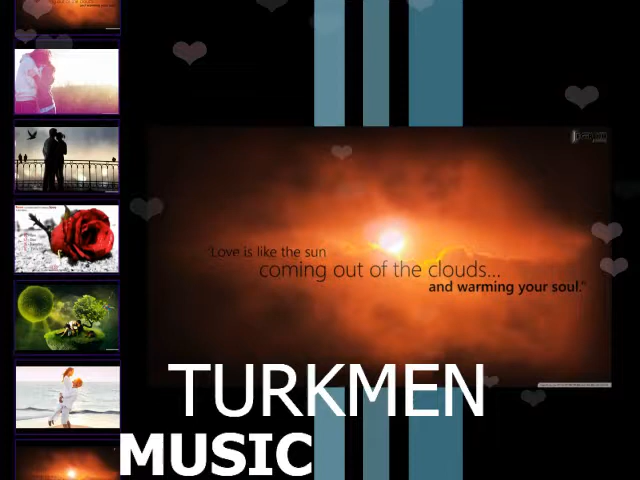 "Love is like the sun
coming out of the clouds...
and warming your soul."
TURKMEN
MUSIC